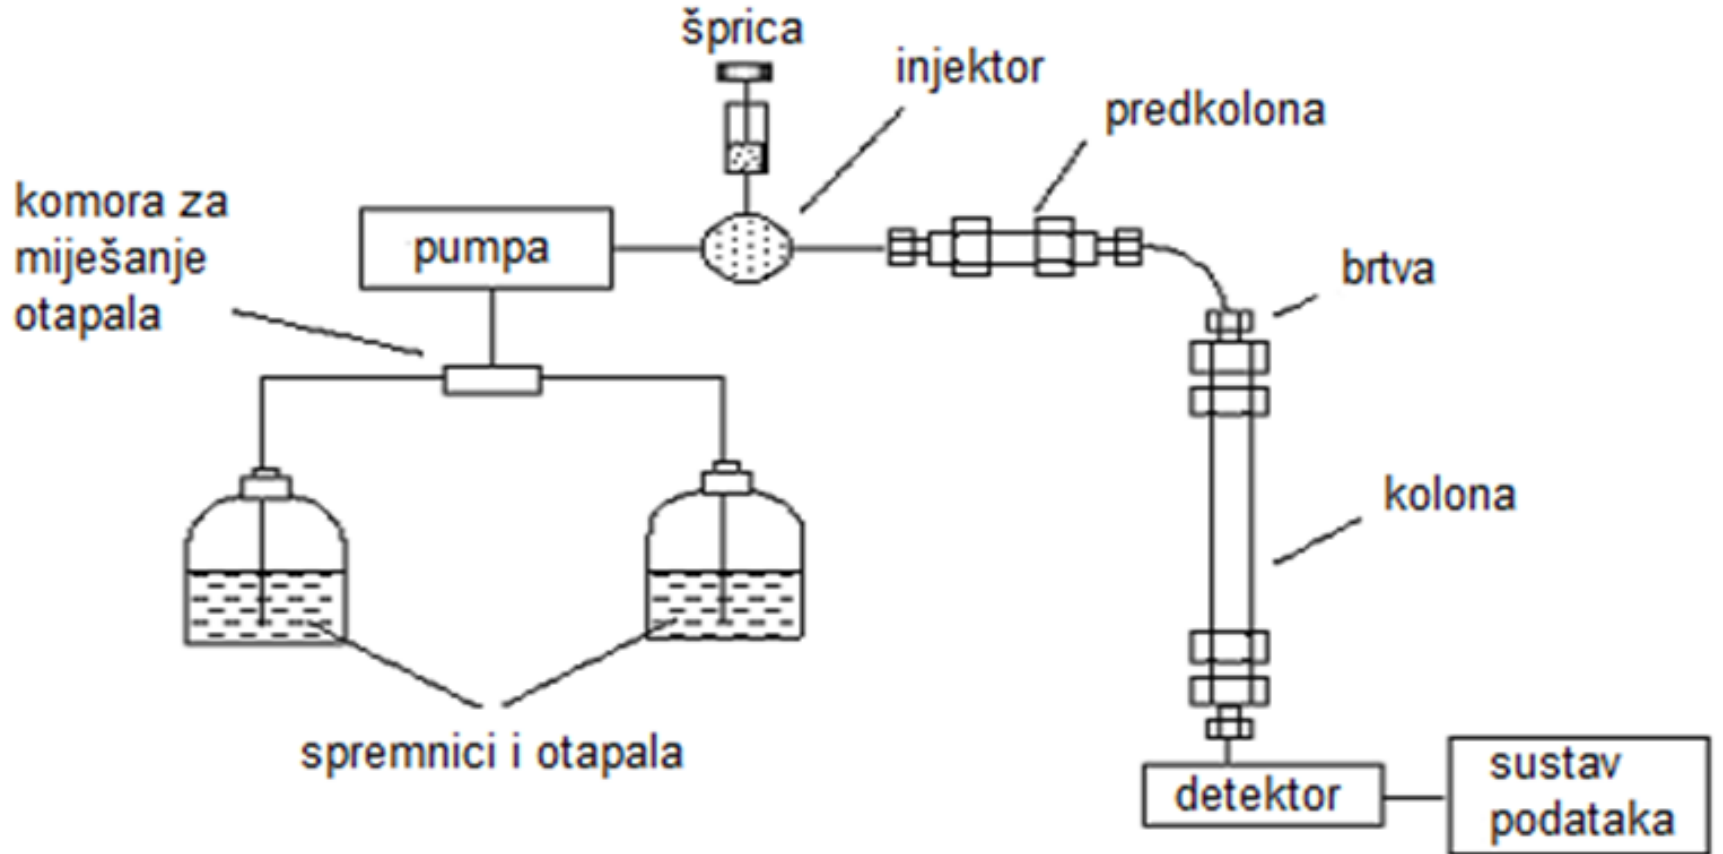 šprica
injektor
predkolona
komora za
miješanje
otapala
pumpa
brtva
kolona
spremnici i otapala
detektor
sustav
podataka